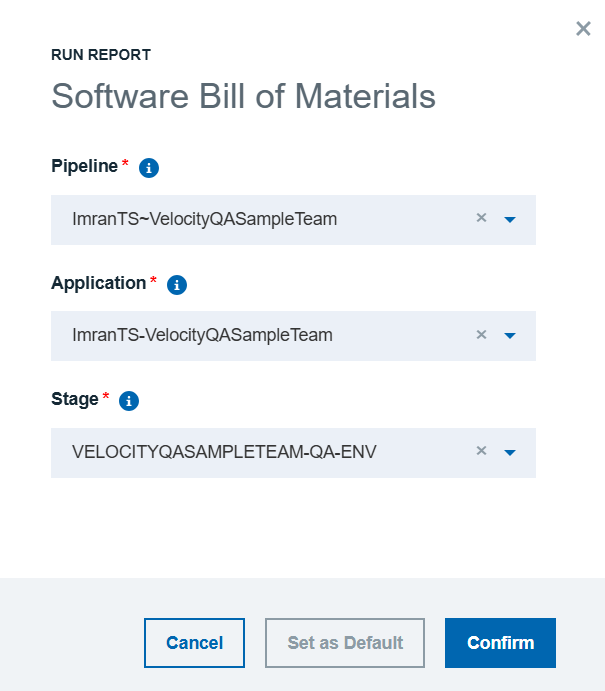 RUN REPORT
Software Bill of Materials
Pipeline *
ImranTS~VelocityQASampleTeam
Application *
ImranTS-VelocityQASampleTeam
Stage *
VELOCITYQASAMPLETEAM-QA-ENV
Cancel Set as Default Confirm